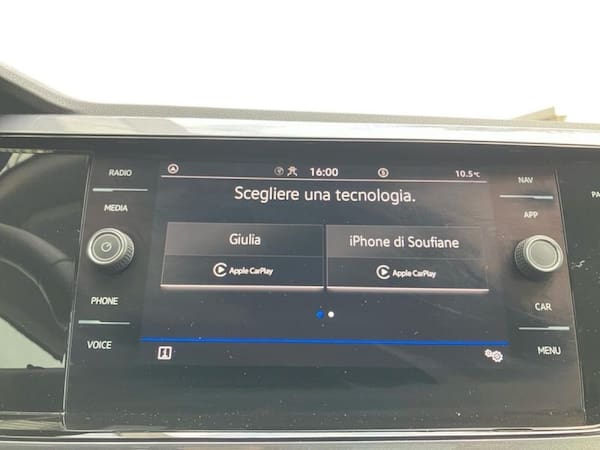 RADIO
MEDIA
PHONE
VOICE
16:00
10.5°C
Scegliere una tecnologia.
Giulia
Apple CarPlay
iPhone di Soufiane
Apple CarPlay
NAV
APP
CAR
MENU
PA